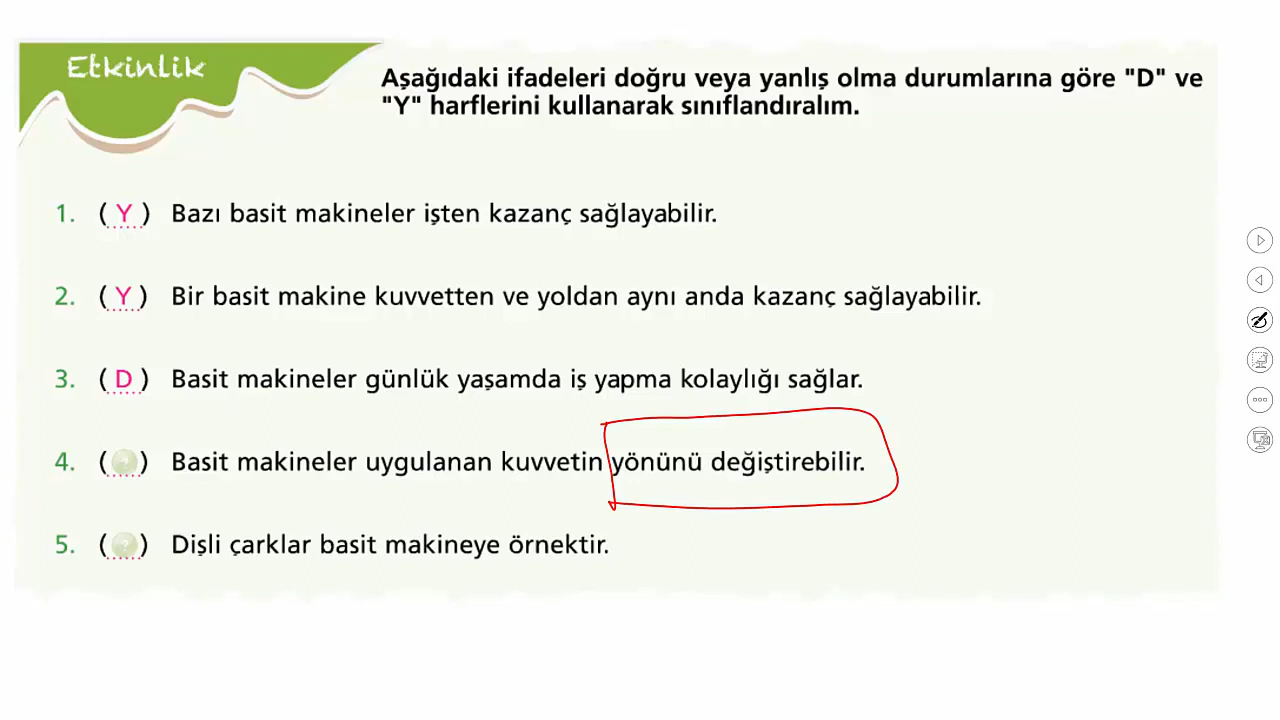 Etkinlik
Aşağıdaki ifadeleri doğru veya yanlış olma durumlarına göre "D" ve
"Y" harflerini kullanarak sınıflandıralım.
1. ( Y ) Bazı basit makineler işten kazanç sağlayabilir.
2. ( Y ) Bir basit makine kuvvetten ve yoldan aynı anda kazanç sağlayabilir.
3. ( D ) Basit makineler günlük yaşamda iş yapma kolaylığı sağlar.
4. ( ? ) Basit makineler uygulanan kuvvetin yönünü değiştirebilir.
5. ( ? ) Dişli çarklar basit makineye örnektir.